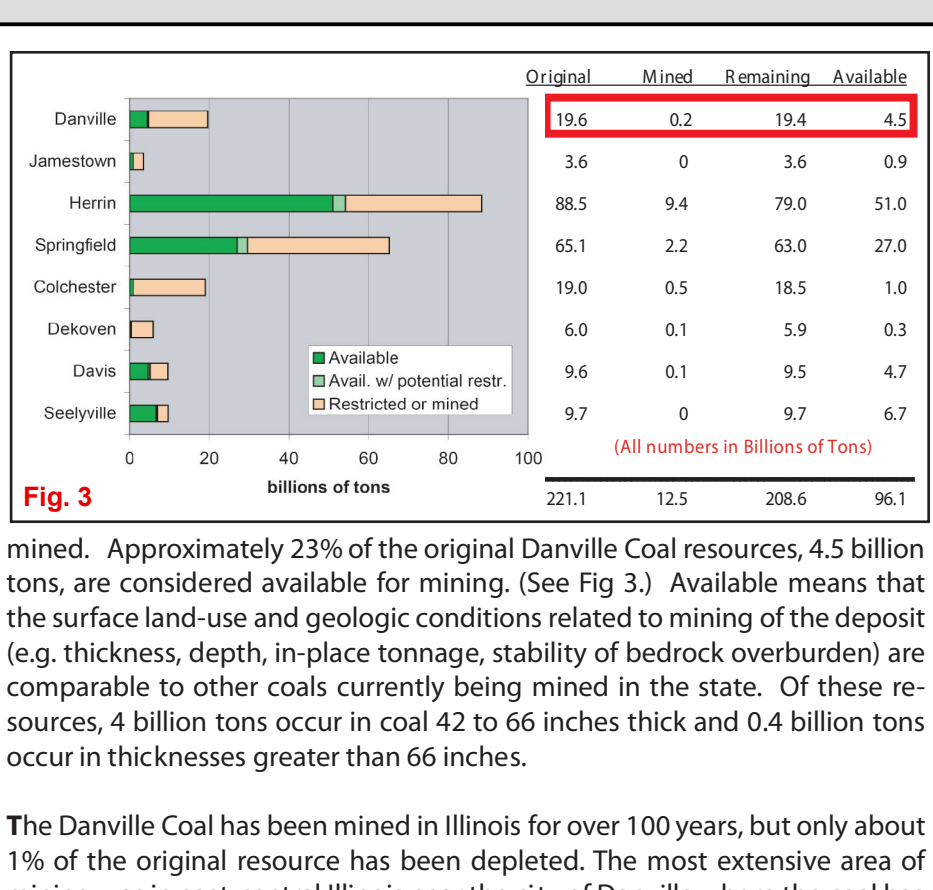 Original Mined Remaining Available
Danville 19.6 0.2 19.4 4.5
Jamestown 3.6 0 3.6 0.9
Herrin 88.5 9.4 79.0 51.0
Springfield 65.1 2.2 63.0 27.0
Colchester 19.0 0.5 18.5 1.0
Dekoven 6.0 0.1 5.9 0.3
Davis 9.6 0.1 9.5 4.7
Seelyville 9.7 0 9.7 6.7
Available
Avail. w/ potential restr.
Restricted or mined
(All numbers in Billions of Tons)
0 20 40 60 80 100
billions of tons
Fig. 3
221.1 12.5 208.6 96.1
mined. Approximately 23% of the original Danville Coal resources, 4.5 billion
tons, are considered available for mining. (See Fig 3.) Available means that
the surface land-use and geologic conditions related to mining of the deposit
(e.g. thickness, depth, in-place tonnage, stability of bedrock overburden) are
comparable to other coals currently being mined in the state. Of these re-
sources, 4 billion tons occur in coal 42 to 66 inches thick and 0.4 billion tons
occur in thicknesses greater than 66 inches.
The Danville Coal has been mined in Illinois for over 100 years, but only about
1% of the original resource has been depleted. The most extensive area of